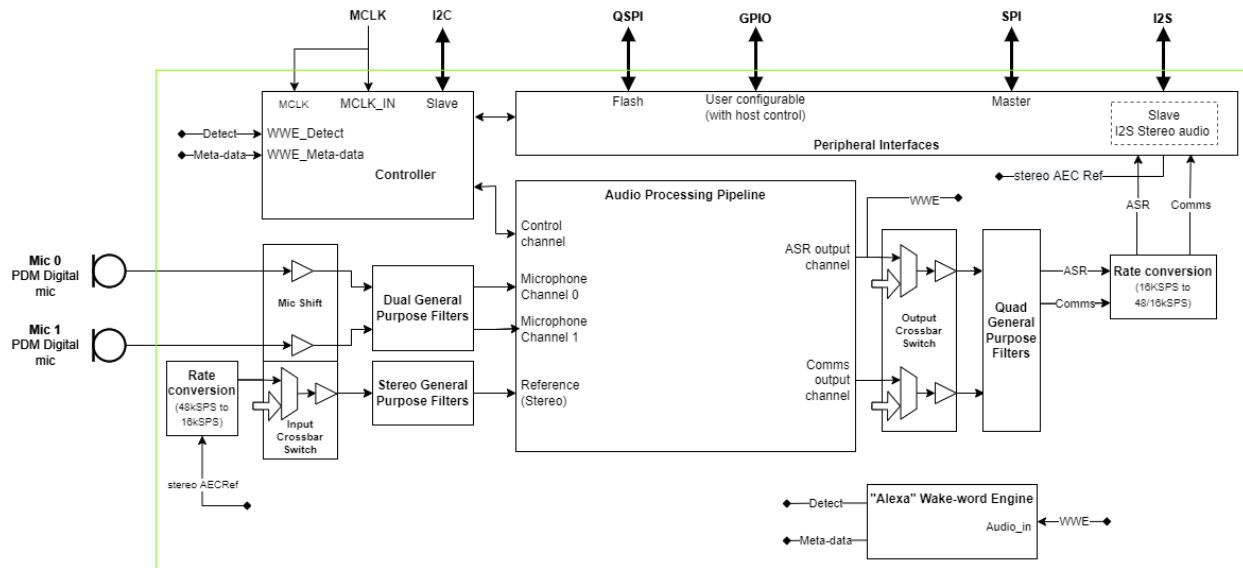 MCLK
I2C
QSPI
GPIO
SPI
I2S
MCLK
MCLK_IN
Slave
Flash
User configurable
(with host control)
Master
Slave
I2S Stereo audio
Peripheral Interfaces
Detect
WWE_Detect
Meta-data
WWE_Meta-data
Controller
stereo AEC Ref
ASR
Comms
Audio Processing Pipeline
WWE
Control
channel
ASR output
channel
Mic 0
PDM Digital
mic
Mic Shift
Dual General
Purpose Filters
Microphone
Channel 0
Microphone
Channel 1
Output
Crossbar
Switch
Quad
General
Purpose
Filters
ASR
Comms
Rate conversion
(16KSPS to
48/16kSPS)
Mic 1
PDM Digital
mic
Rate
conversion
(48kSPS to
16kSPS)
Input
Crossbar
Switch
Stereo General
Purpose Filters
Reference
(Stereo)
Comms
output
channel
stereo AECRef
"Alexa" Wake-word Engine
Detect
Audio_in
WWE
Meta-data